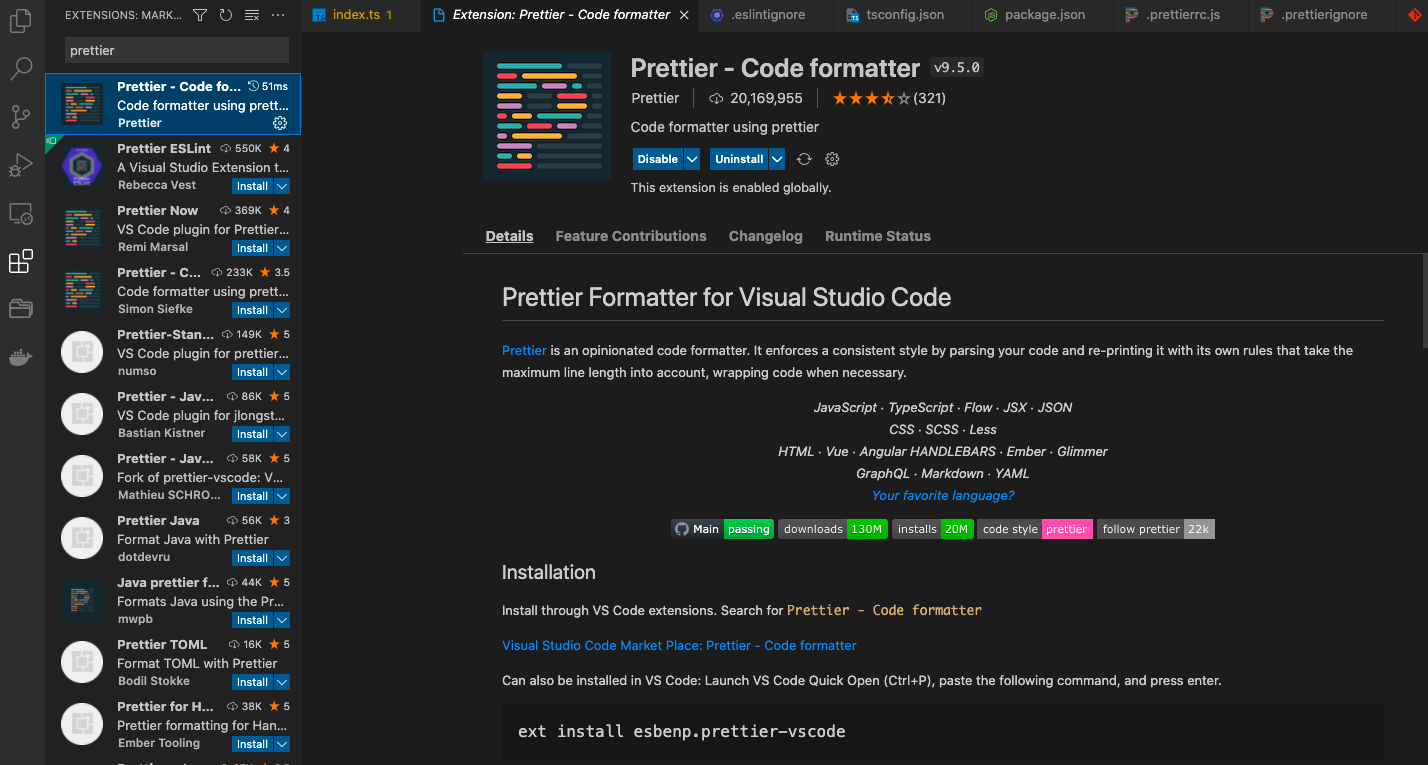 EXTENSIONS: MARK...
index.ts 1
Extension: Prettier - Code formatter
.eslintignore
tsconfig.json
package.json
.prettierrc.js
.prettierignore
prettier
Prettier - Code fo... 51ms
Code formatter using prett...
Prettier
Prettier ESLint 550K ★ 4
A Visual Studio Extension t...
Rebecca Vest Install
Prettier Now 369K ★ 4
VS Code plugin for Prettier...
Remi Marsal Install
Prettier - C... 233K ★ 3.5
Code formatter using prett...
Simon Siefke Install
Prettier-Stan... 149K ★ 5
VS Code plugin for prettier...
numso Install
Prettier - Jav... 86K ★ 5
VS Code plugin for jlongst...
Bastian Kistner Install
Prettier - Jav... 58K ★ 5
Fork of prettier-vscode: V...
Mathieu SCHRO... Install
Prettier Java 56K ★ 3
Format Java with Prettier
dotdevru Install
Java prettier f... 44K ★ 5
Formats Java using the Pr...
mwpb Install
Prettier TOML 16K ★ 5
Format TOML with Prettier
Bodil Stokke Install
Prettier for H... 38K ★ 5
Prettier formatting for Han...
Ember Tooling Install
Prettier - Code formatter v9.5.0
Prettier 20,169,955 (321)
Code formatter using prettier
Disable Uninstall
This extension is enabled globally.
Details Feature Contributions Changelog Runtime Status
Prettier Formatter for Visual Studio Code
Prettier is an opinionated code formatter. It enforces a consistent style by parsing your code and re-printing it with its own rules that take the
maximum line length into account, wrapping code when necessary.
JavaScript · TypeScript · Flow · JSX · JSON
CSS · SCSS · Less
HTML · Vue · Angular HANDLEBARS · Ember · Glimmer
GraphQL · Markdown · YAML
Your favorite language?
Main passing downloads 130M installs 20M code style prettier follow prettier 22k
Installation
Install through VS Code extensions. Search for Prettier - Code formatter
Visual Studio Code Market Place: Prettier - Code formatter
Can also be installed in VS Code: Launch VS Code Quick Open (Ctrl+P), paste the following command, and press enter.
ext install esbenp.prettier-vscode